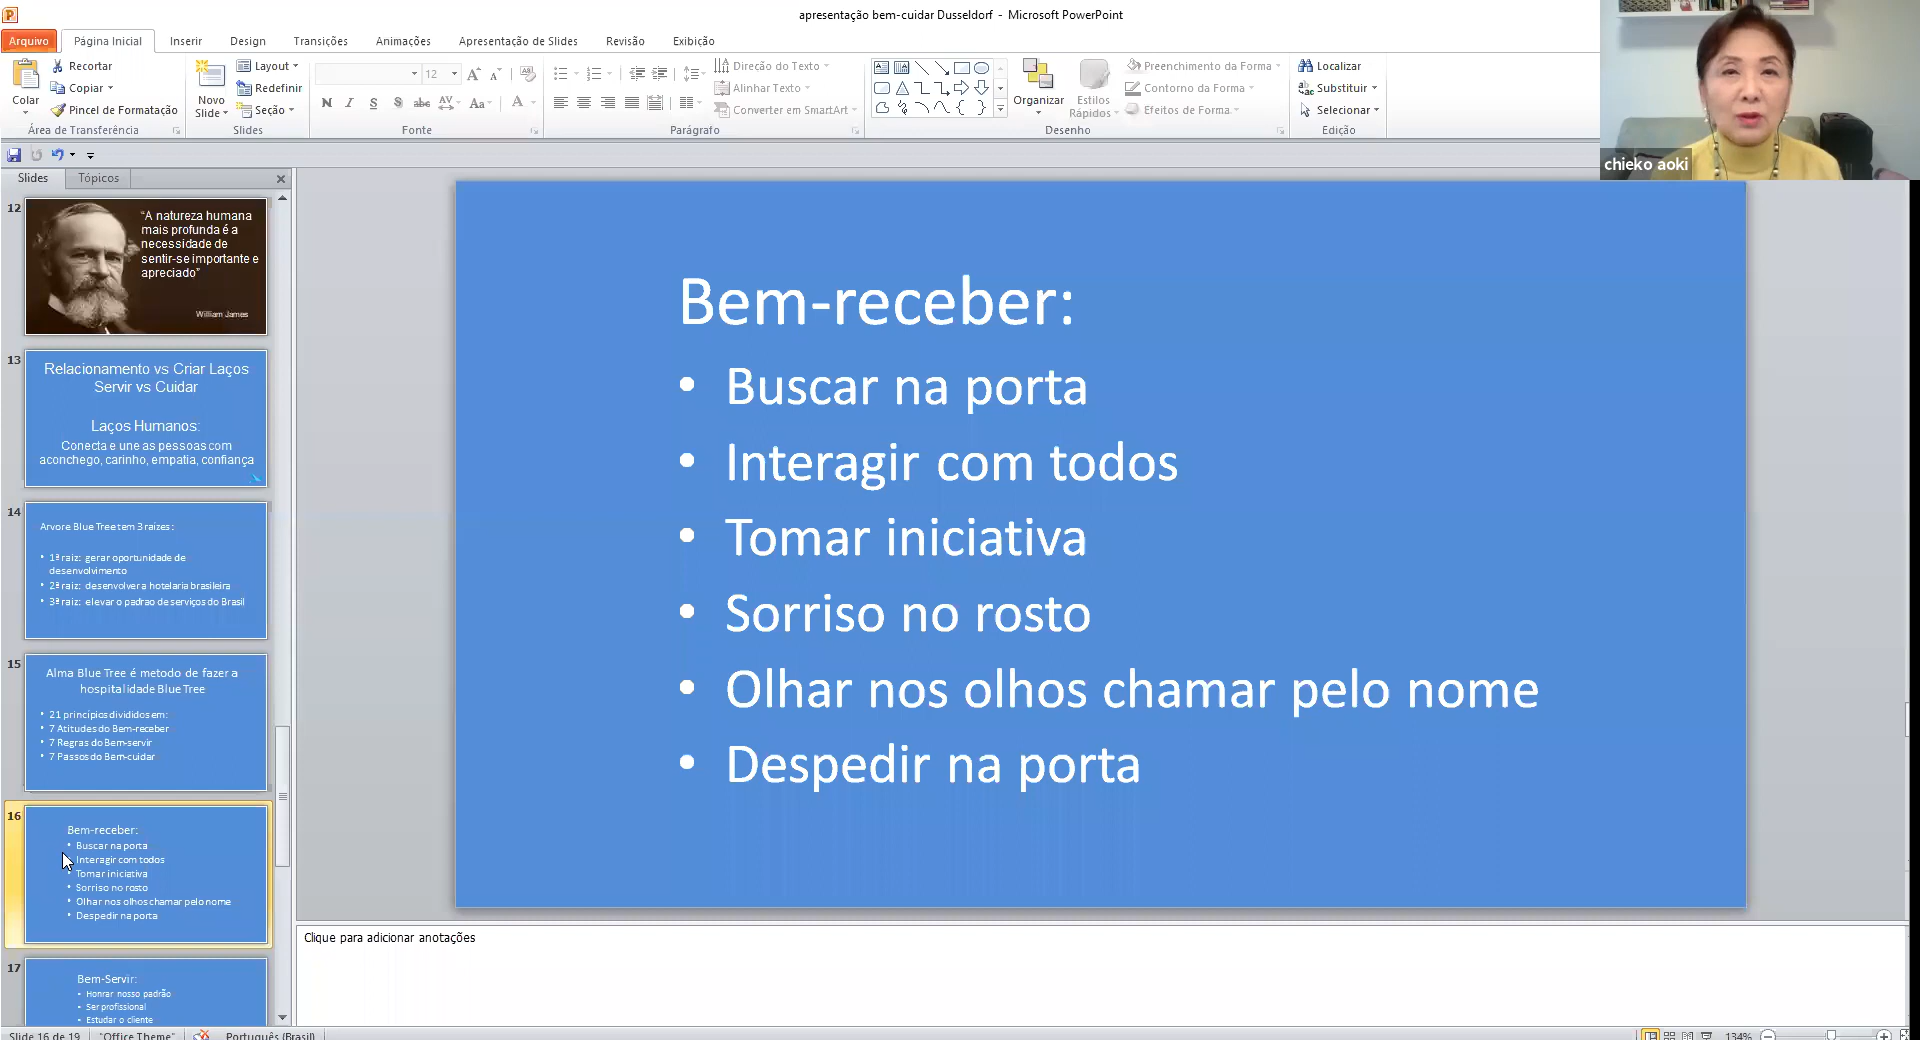 apresentação bem-cuidar Dusseldorf - Microsoft PowerPoint
Arquivo Página Inicial Inserir Design Transições Animações Apresentação de Slides Revisão Exibição
Colar
Recortar
Copiar
Pincel de Formatação
Área de Transferência
Novo Slide
Layout
Redefinir
Seção
Slides
12
N I S S abc AV Aa A
Fonte
Direção do Texto
Alinhar Texto
Converter em SmartArt
Parágrafo
Organizar
Estilos Rápidos
Preenchimento da Forma
Contorno da Forma
Efeitos de Forma
Desenho
Localizar
Substituir
Selecionar
Edição
chieko aoki
Slides Tópicos
12
“A natureza humana
mais profunda é a
necessidade de
sentir-se importante e
apreciado”
William James
13
Relacionamento vs Criar Laços
Servir vs Cuidar
Laços Humanos:
Conecta e une as pessoas com
aconchego, carinho, empatia, confiança
14
Arvore Blue Tree tem 3 raízes:
• 1ª raiz: gerar oportunidade de
desenvolvimento
• 2ª raiz: desenvolver a hotelaria brasileira
• 3ª raiz: elevar o padrao de serviços do Brasil
15
Alma Blue Tree é metodo de fazer a
hospitalidade Blue Tree
• 21 princípios divididos em:
• 7 Atitudes do Bem-receber
• 7 Regras do Bem-servir
• 7 Passos do Bem-cuidar
16
Bem-receber:
• Buscar na porta
• Interagir com todos
• Tomar iniciativa
• Sorriso no rosto
• Olhar nos olhos chamar pelo nome
• Despedir na porta
17
Bem-Servir:
• Honrar nosso padrão
• Ser profissional
• Estudar o cliente
Bem-receber:
• Buscar na porta
• Interagir com todos
• Tomar iniciativa
• Sorriso no rosto
• Olhar nos olhos chamar pelo nome
• Despedir na porta
Clique para adicionar anotações
Slide 16 de 19 "Office Theme" Português (Brasil) 134%